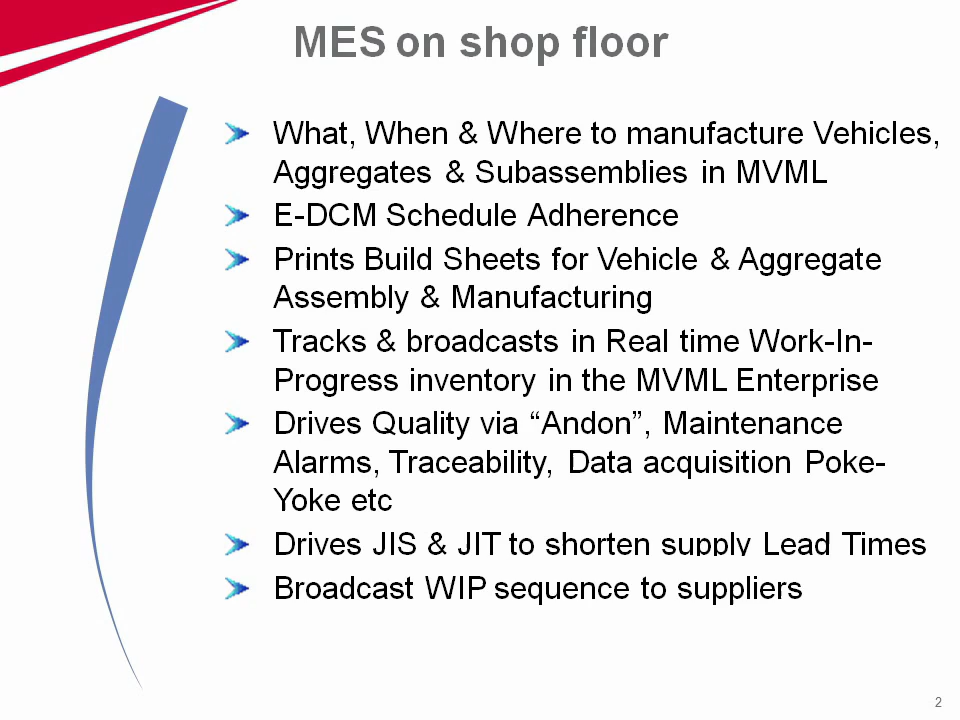 MES on shop floor
What, When & Where to manufacture Vehicles,
Aggregates & Subassemblies in MVML
E-DCM Schedule Adherence
Prints Build Sheets for Vehicle & Aggregate
Assembly & Manufacturing
Tracks & broadcasts in Real time Work-In-
Progress inventory in the MVML Enterprise
Drives Quality via “Andon”, Maintenance
Alarms, Traceability, Data acquisition Poke-
Yoke etc
Drives JIS & JIT to shorten supply Lead Times
Broadcast WIP sequence to suppliers
2